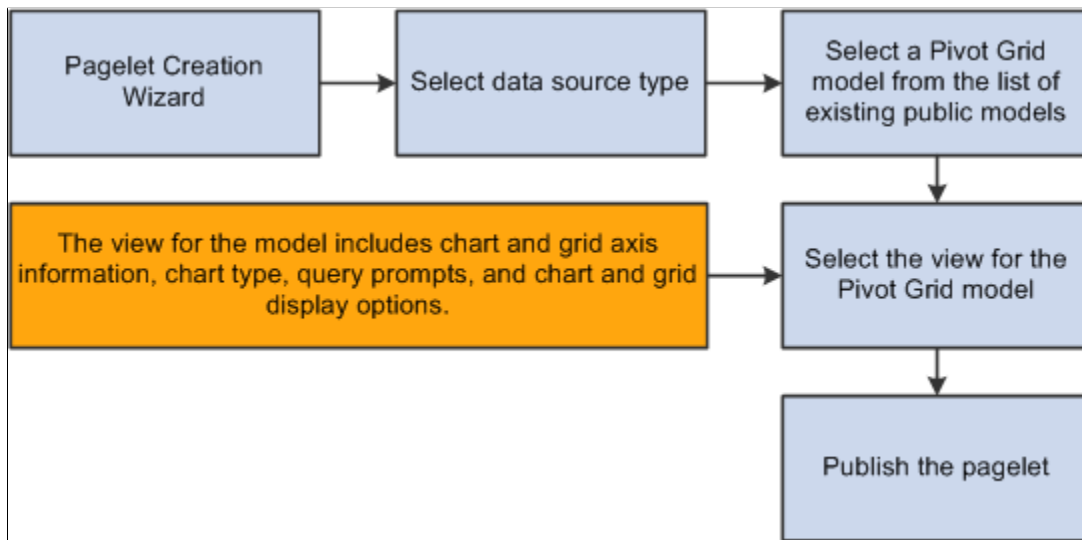 Pagelet Creation
Wizard
Select data source type
Select a Pivot Grid
model from the list of
existing public models
The view for the model includes chart and grid axis
information, chart type, query prompts, and chart and grid
display options.
Select the view for the
Pivot Grid model
Publish the pagelet